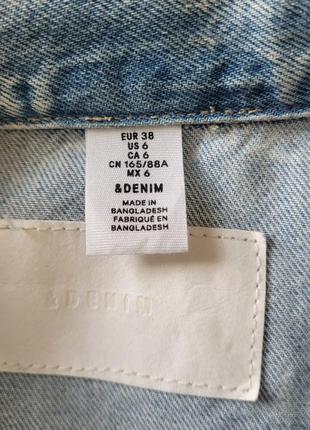 EUR 38
US 6
CA 6
CN 165/88A
MX 6
&DENIM
MADE IN
BANGLADESH
FABRIQUÉ EN
BANGLADESH
&DENIM